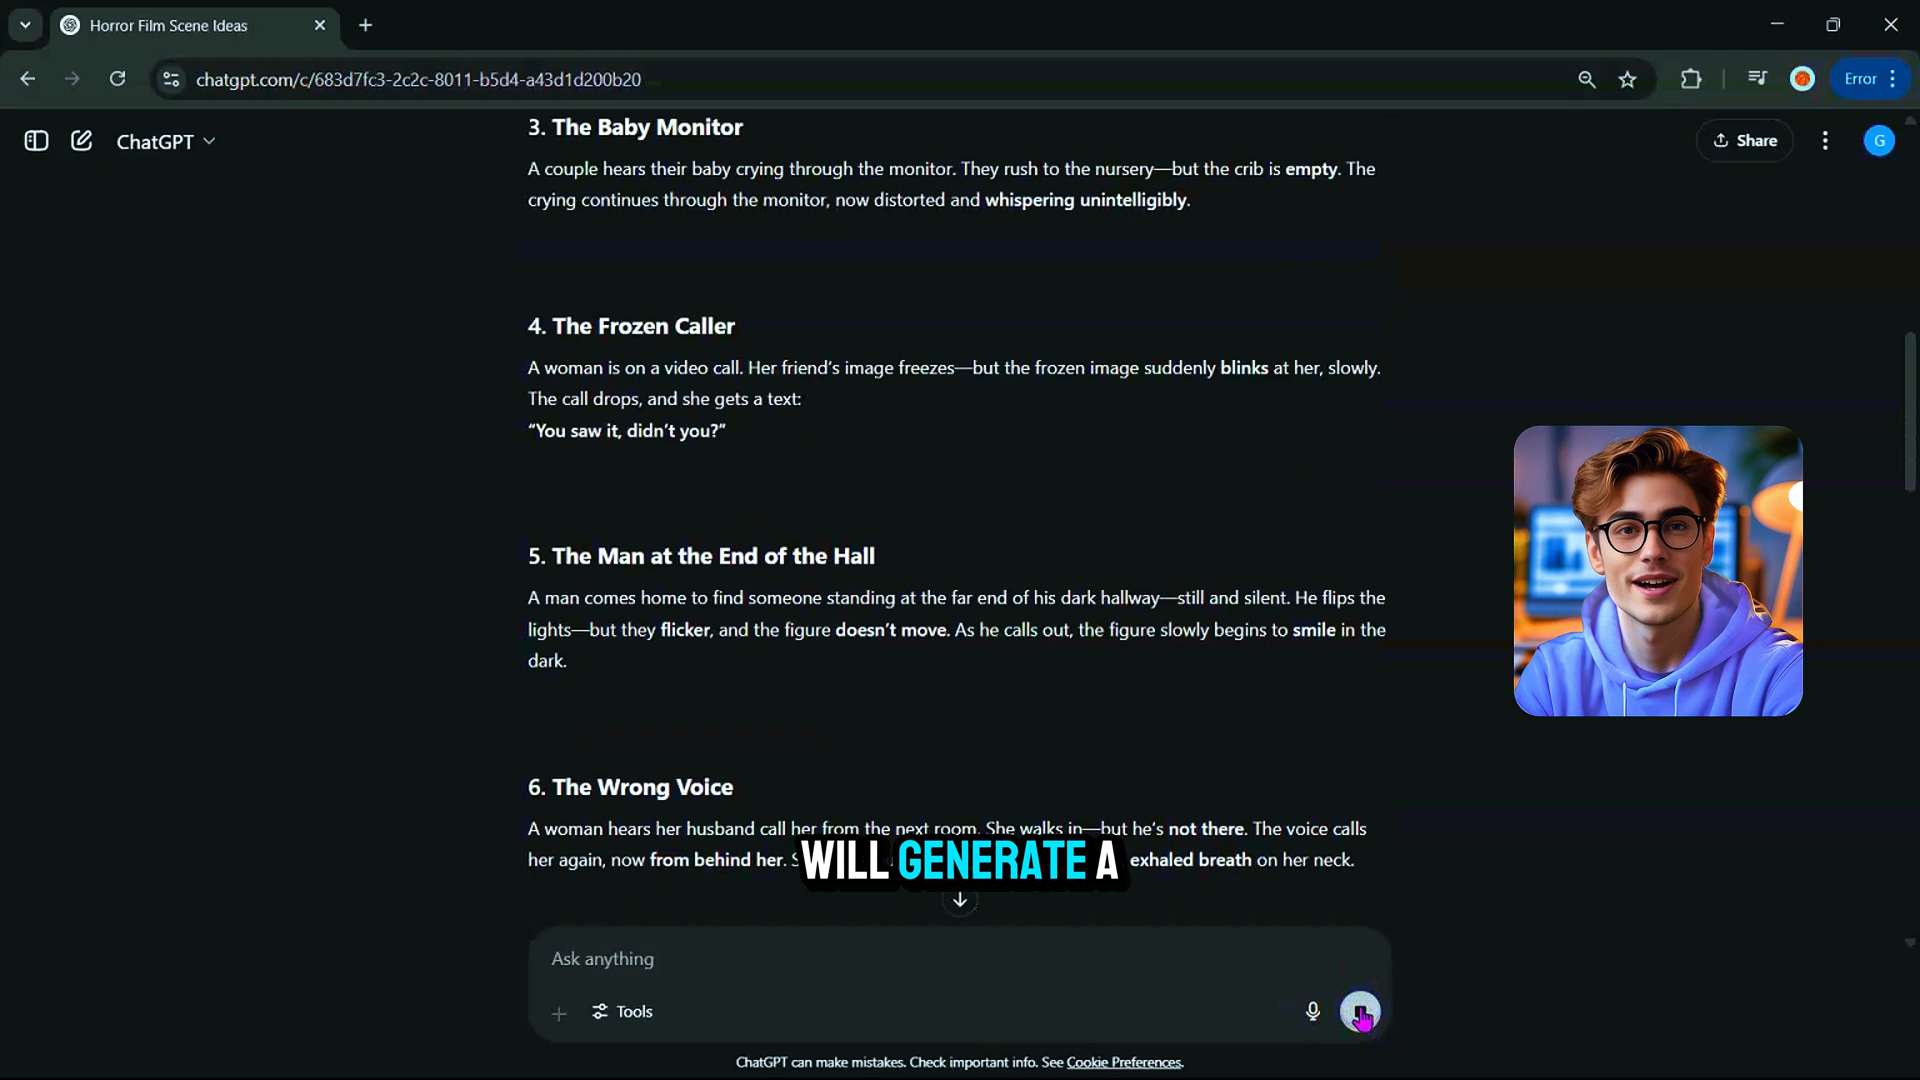 Horror Film Scene Ideas
chatgpt.com/c/683d7fc3-2c2c-8011-b5d4-a43d1d200b20
Error
ChatGPT
Share
G
3. The Baby Monitor
A couple hears their baby crying through the monitor. They rush to the nursery—but the crib is empty. The
crying continues through the monitor, now distorted and whispering unintelligibly.
4. The Frozen Caller
A woman is on a video call. Her friend’s image freezes—but the frozen image suddenly blinks at her, slowly.
The call drops, and she gets a text:
“You saw it, didn’t you?”
5. The Man at the End of the Hall
A man comes home to find someone standing at the far end of his dark hallway—still and silent. He flips the
lights—but they flicker, and the figure doesn’t move. As he calls out, the figure slowly begins to smile in the
dark.
6. The Wrong Voice
A woman hears her husband call her from the next room. She walks in—but he’s not there. The voice calls
her again, now from behind her. exhaled breath on her neck.
WILL GENERATE A
Ask anything
Tools
ChatGPT can make mistakes. Check important info. See Cookie Preferences.